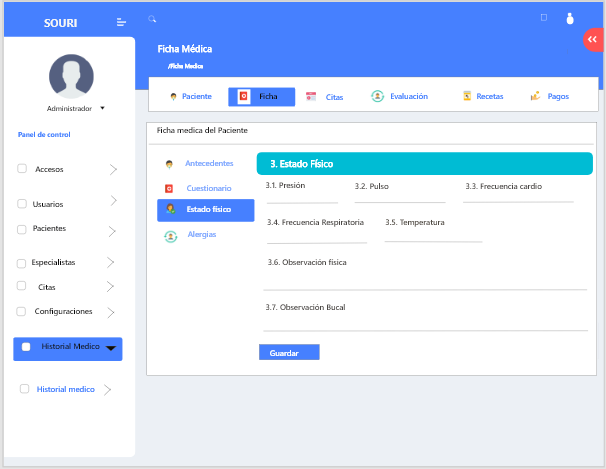 SOURI
Ficha Médica
/Ficha Medica
Administrador
Panel de control
Accesos
Usuarios
Pacientes
Especialistas
Citas
Configuraciones
Historial Medico
Historial medico
Paciente
Ficha
Citas
Evaluación
Recetas
Pagos
Ficha medica del Paciente
Antecedentes
Cuestionario
Estado físico
Alergias
3. Estado Físico
3.1. Presión
3.2. Pulso
3.3. Frecuencia cardio
3.4. Frecuencia Respiratoria
3.5. Temperatura
3.6. Observación física
3.7. Observación Bucal
Guardar